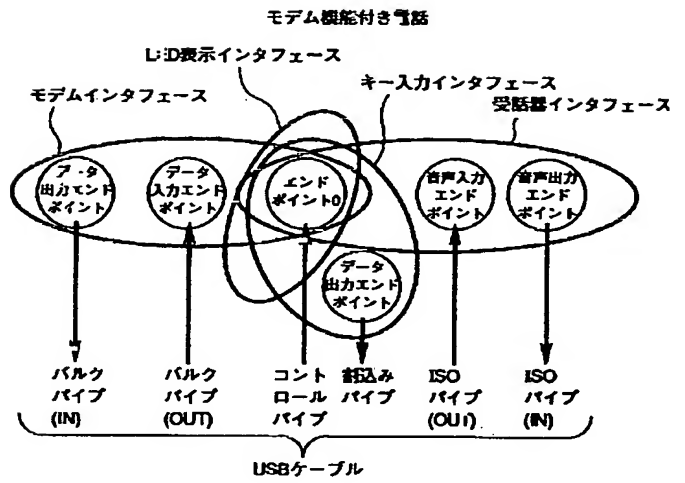 モデム機能付き電話
LED表示インタフェース
キー入力インタフェース
モデムインタフェース
受話器インタフェース
データ
出力エンド
ポイント
データ
入力エンド
ポイント
エンド
ポイント0
音声入力
エンド
ポイント
音声出力
エンド
ポイント
データ
出力エンド
ポイント
バルク
パイプ
(IN)
バルク
パイプ
(OUT)
コント
ロール
パイプ
割込み
パイプ
ISO
パイプ
(OUT)
ISO
パイプ
(IN)
USBケーブル